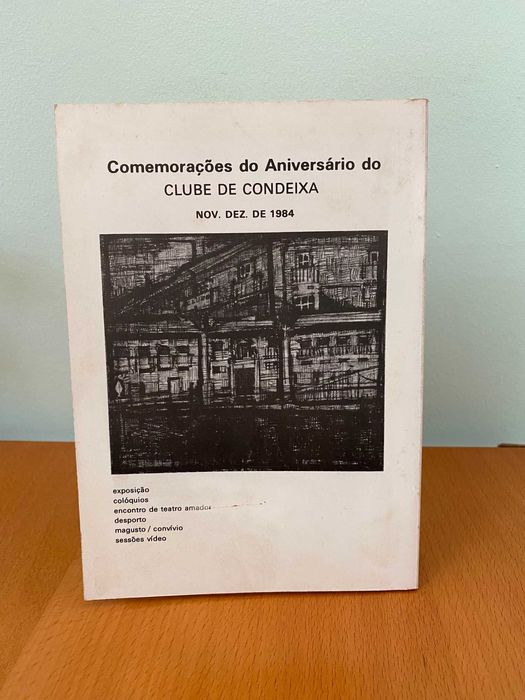 Comemorações do Aniversário do
CLUBE DE CONDEIXA
NOV. DEZ. DE 1984
exposição
colóquios
encontro de teatro amador
desporto
magusto / convívio
sessões vídeo